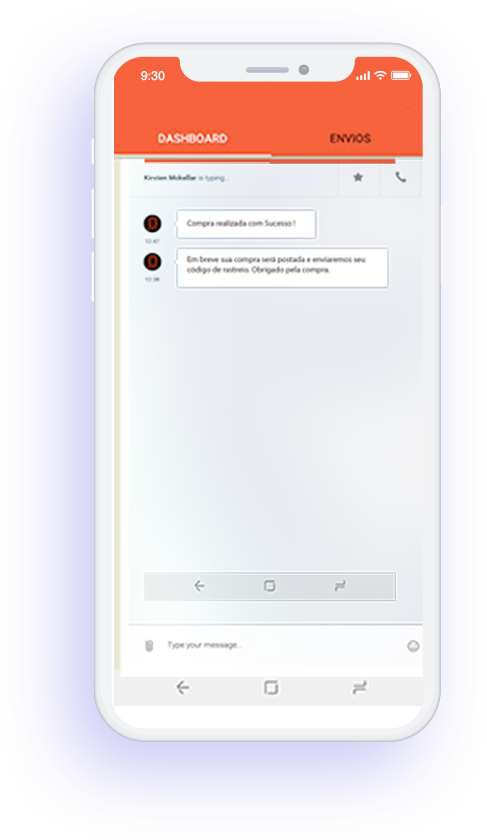 9:30
DASHBOARD
ENVIOS
Kirsten Mckellar is typing...
Compra realizada com Sucesso !
12:47
Em breve sua compra será postada e enviaremos seu
código de rastreio. Obrigado pela compra.
12:38
Type your message...